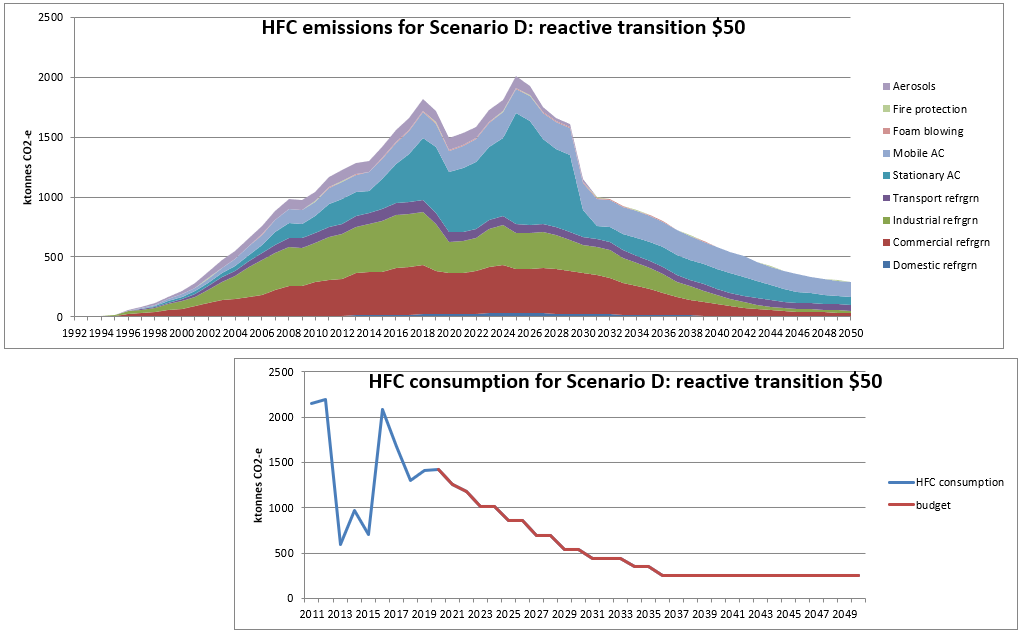 HFC emissions for Scenario D: reactive transition $50
2500
2000
1500
1000
500
0
ktonnes CO2-e
1992 1994 1996 1998 2000 2002 2004 2006 2008 2010 2012 2014 2016 2018 2020 2022 2024 2026 2028 2030 2032 2034 2036 2038 2040 2042 2044 2046 2048 2050
Aerosols
Fire protection
Foam blowing
Mobile AC
Stationary AC
Transport refrgrn
Industrial refrgrn
Commercial refrgrn
Domestic refrgrn
HFC consumption for Scenario D: reactive transition $50
2500
2000
1500
1000
500
0
ktonnes CO2-e
2011 2013 2015 2017 2019 2021 2023 2025 2027 2029 2031 2033 2035 2037 2039 2041 2043 2045 2047 2049
HFC consumption
budget